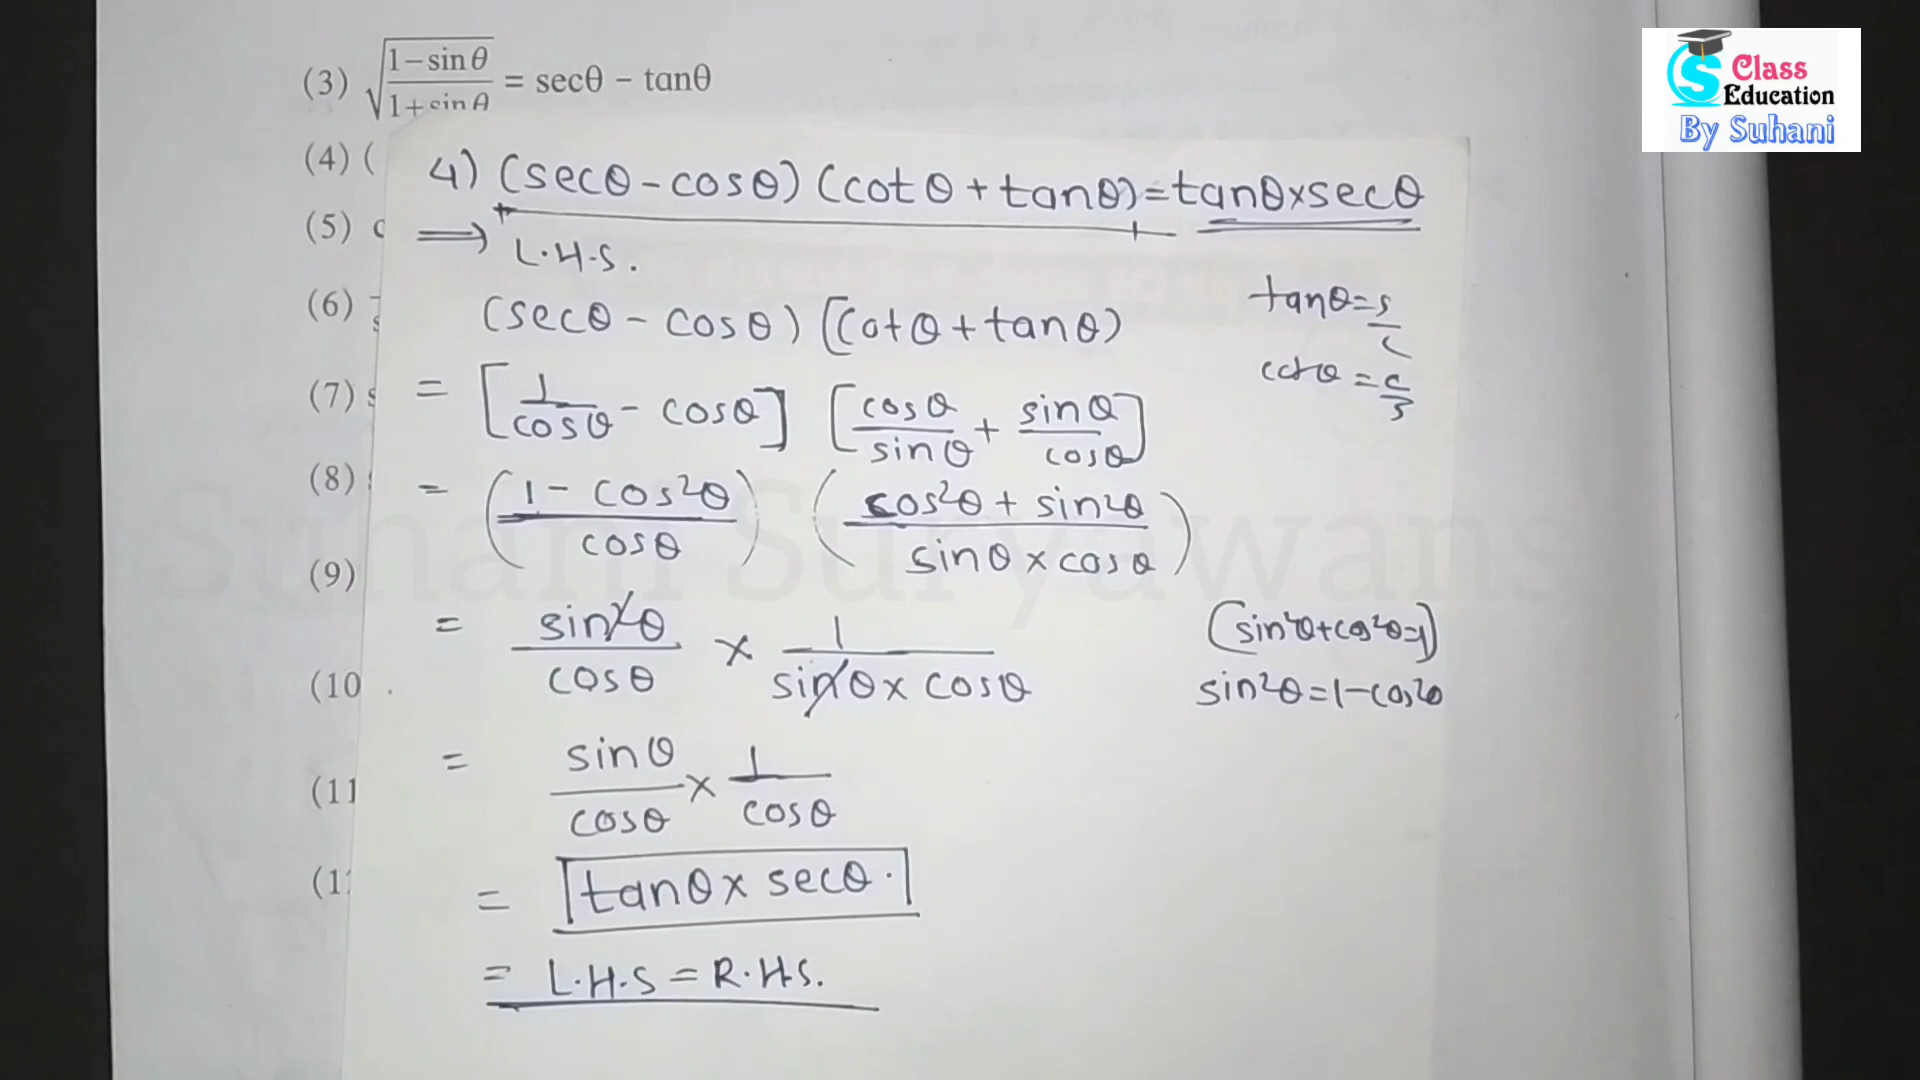 (3) √((1−sinθ)/(1+sinθ)) = secθ − tanθ
Class
Education
By Suhani
(4) (
4) (secθ - cosθ) (cotθ + tanθ) = tanθ×secθ
(5) c
⟹ L.H.S.
(6)
(secθ - cosθ) [(cotθ + tanθ)
tanθ = s/c
cotθ = c/s
(7) s
= [1/cosθ - cosθ] [cosθ/sinθ + sinθ/cosθ]
(8)
= ((1 - cos²θ)/cosθ) ((cos²θ + sin²θ)/(sinθ × cosθ))
Suhani Suryawans
(9)
= sin²θ/cosθ × 1/(sinθ × cosθ)
(sin²θ+cos²θ=1)
sin²θ=1-cos²θ
(10
= sinθ/cosθ × 1/cosθ
(11
= tanθ × secθ.
(1
= L.H.S = R.H.S.